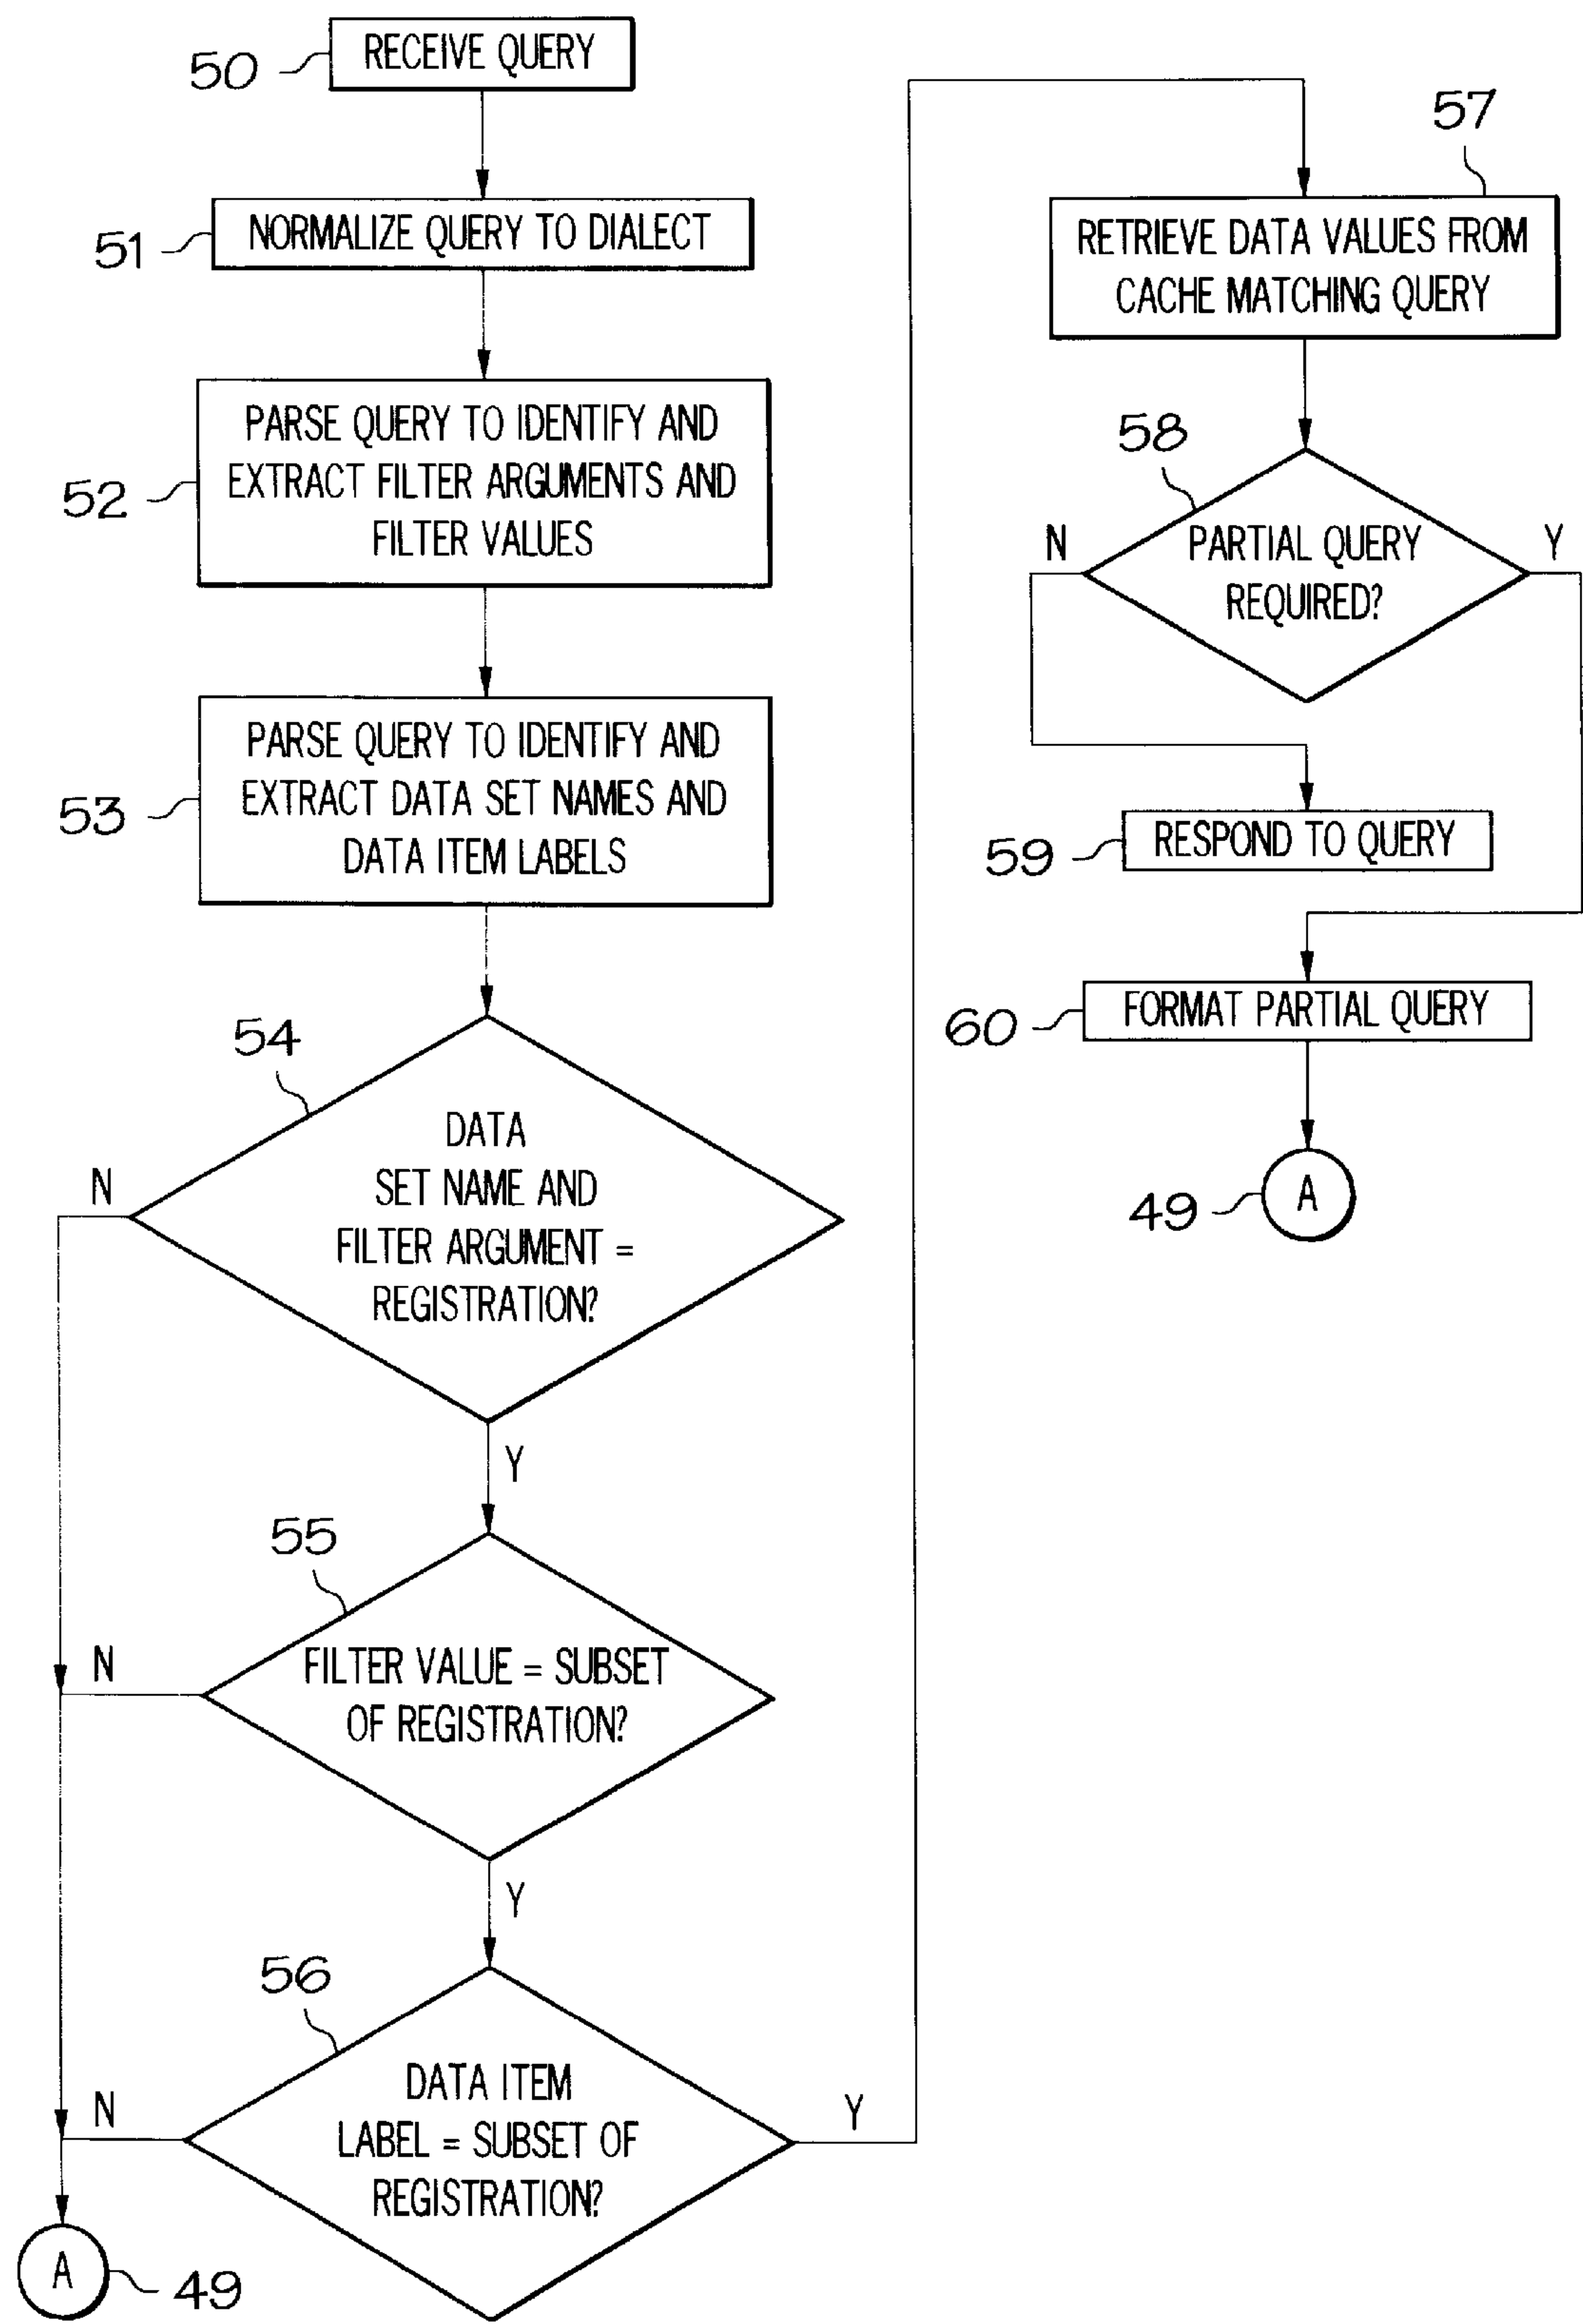 50
RECEIVE QUERY
51
NORMALIZE QUERY TO DIALECT
52
PARSE QUERY TO IDENTIFY AND
EXTRACT FILTER ARGUMENTS AND
FILTER VALUES
53
PARSE QUERY TO IDENTIFY AND
EXTRACT DATA SET NAMES AND
DATA ITEM LABELS
54
N
DATA
SET NAME AND
FILTER ARGUMENT =
REGISTRATION?
Y
55
N
FILTER VALUE = SUBSET
OF REGISTRATION?
Y
56
N
DATA ITEM
LABEL = SUBSET OF
REGISTRATION?
Y
A
49
57
RETRIEVE DATA VALUES FROM
CACHE MATCHING QUERY
58
N
PARTIAL QUERY
REQUIRED?
Y
59
RESPOND TO QUERY
60
FORMAT PARTIAL QUERY
49
A